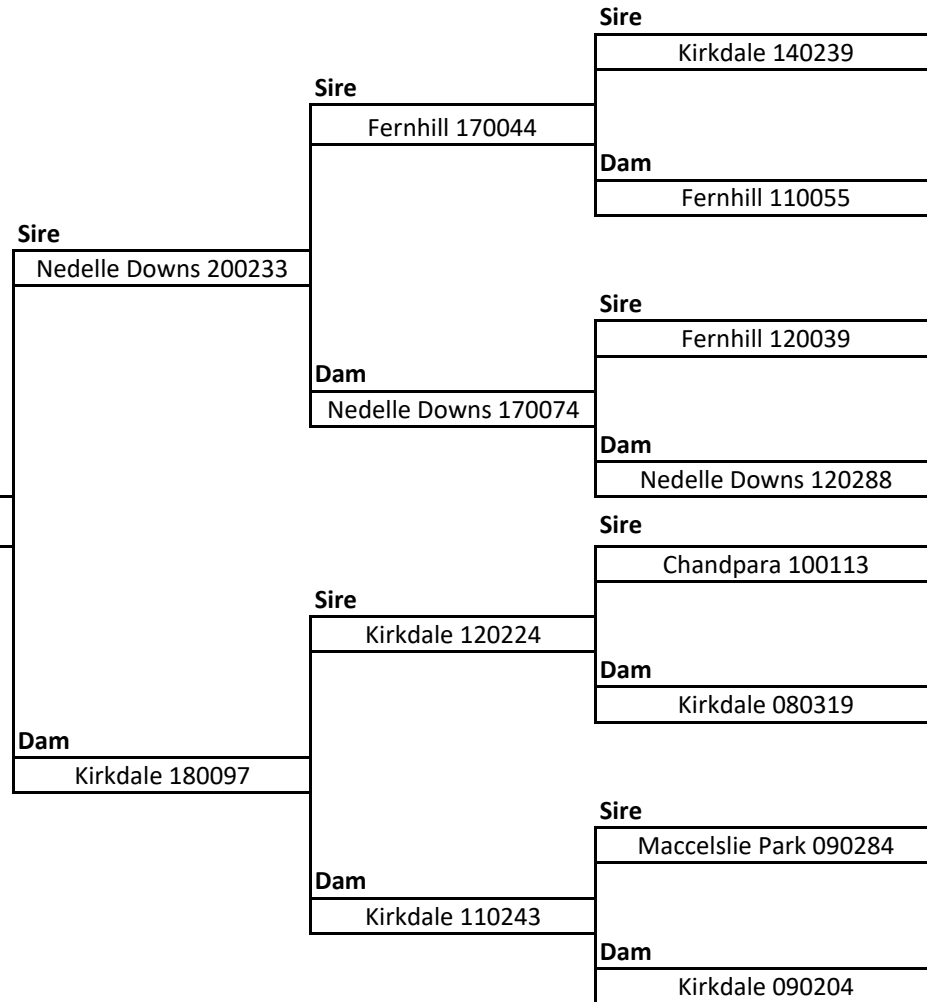 Sire
Kirkdale 140239
Sire
Fernhill 170044
Dam
Fernhill 110055
Sire
Nedelle Downs 200233
Sire
Fernhill 120039
Dam
Nedelle Downs 170074
Dam
Nedelle Downs 120288
Sire
Chandpara 100113
Sire
Kirkdale 120224
Dam
Kirkdale 080319
Dam
Kirkdale 180097
Sire
Maccelslie Park 090284
Dam
Kirkdale 110243
Dam
Kirkdale 090204